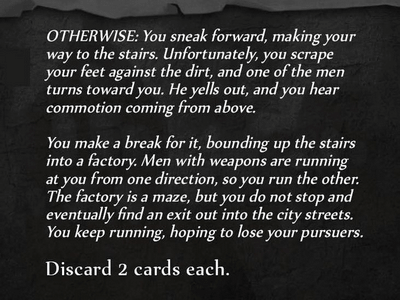 OTHERWISE: You sneak forward, making your
way to the stairs. Unfortunately, you scrape
your feet against the dirt, and one of the men
turns toward you. He yells out, and you hear
commotion coming from above.
You make a break for it, bounding up the stairs
into a factory. Men with weapons are running
at you from one direction, so you run the other.
The factory is a maze, but you do not stop and
eventually find an exit out into the city streets.
You keep running, hoping to lose your pursuers.
Discard 2 cards each.